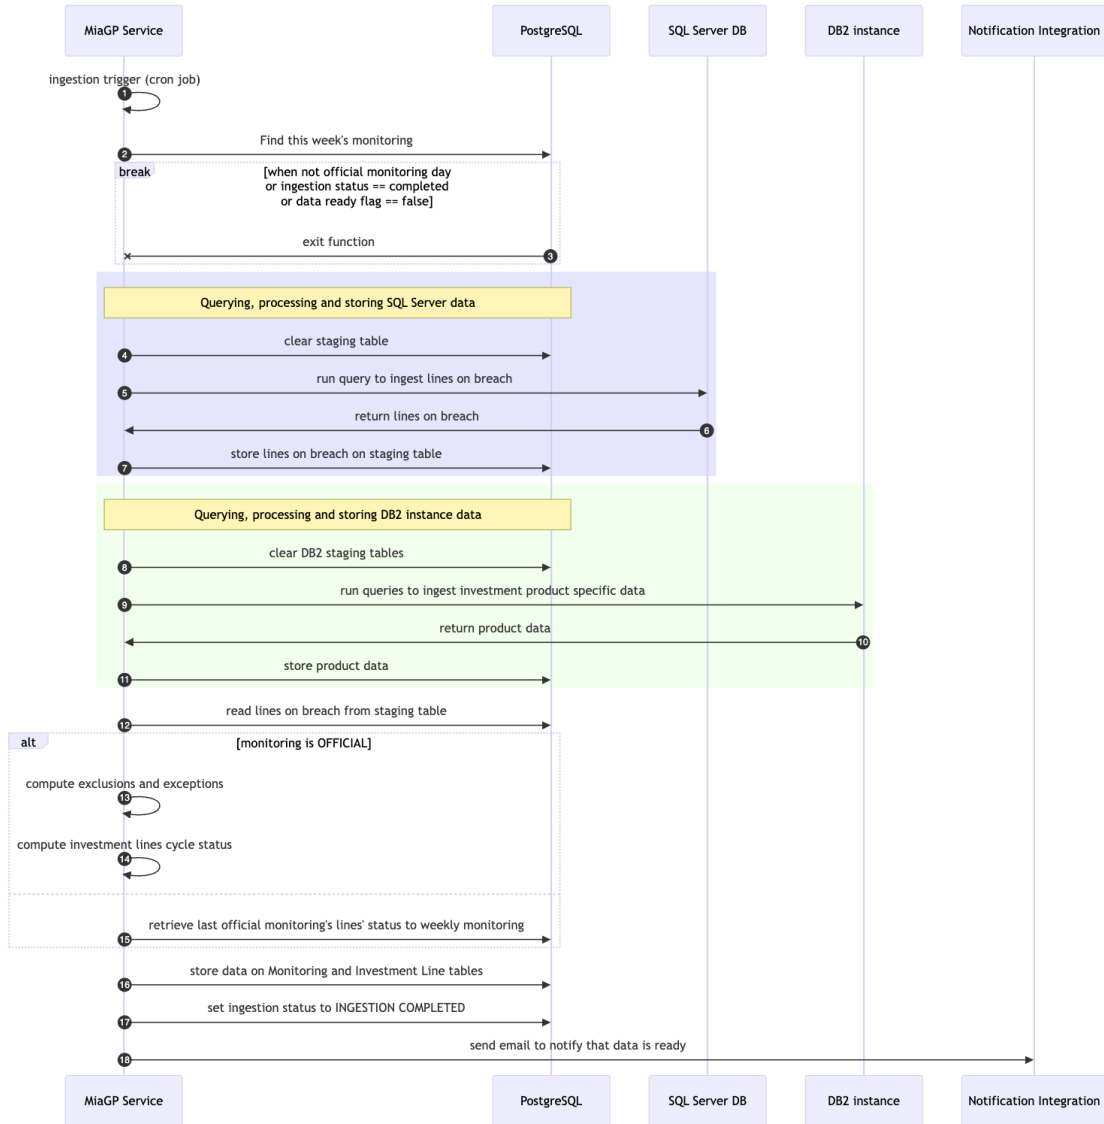 MiaGP Service
PostgreSQL
SQL Server DB
DB2 instance
Notification Integration
ingestion trigger (cron job)
1
Find this week's monitoring
2
break
[when not official monitoring day
or ingestion status == completed
or data ready flag == false]
exit function
3
Querying, processing and storing SQL Server data
clear staging table
4
run query to ingest lines on breach
5
return lines on breach
6
store lines on breach on staging table
7
Querying, processing and storing DB2 instance data
clear DB2 staging tables
8
run queries to ingest investment product specific data
9
return product data
10
store product data
11
read lines on breach from staging table
12
alt
[monitoring is OFFICIAL]
compute exclusions and exceptions
13
compute investment lines cycle status
14
retrieve last official monitoring's lines' status to weekly monitoring
15
store data on Monitoring and Investment Line tables
16
set ingestion status to INGESTION COMPLETED
17
send email to notify that data is ready
18
MiaGP Service
PostgreSQL
SQL Server DB
DB2 instance
Notification Integration